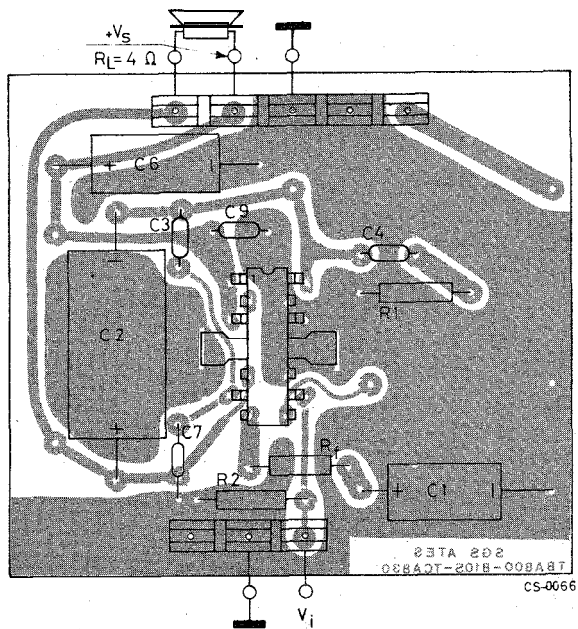 +Vs
RL=4 Ω
+ C6 -
C3
C9
C4
R1
-
C2
+
C7
Rf
R2
+ C1 -
SGS ATES
TBA800-810S-TCA830
CS-0066
Vi